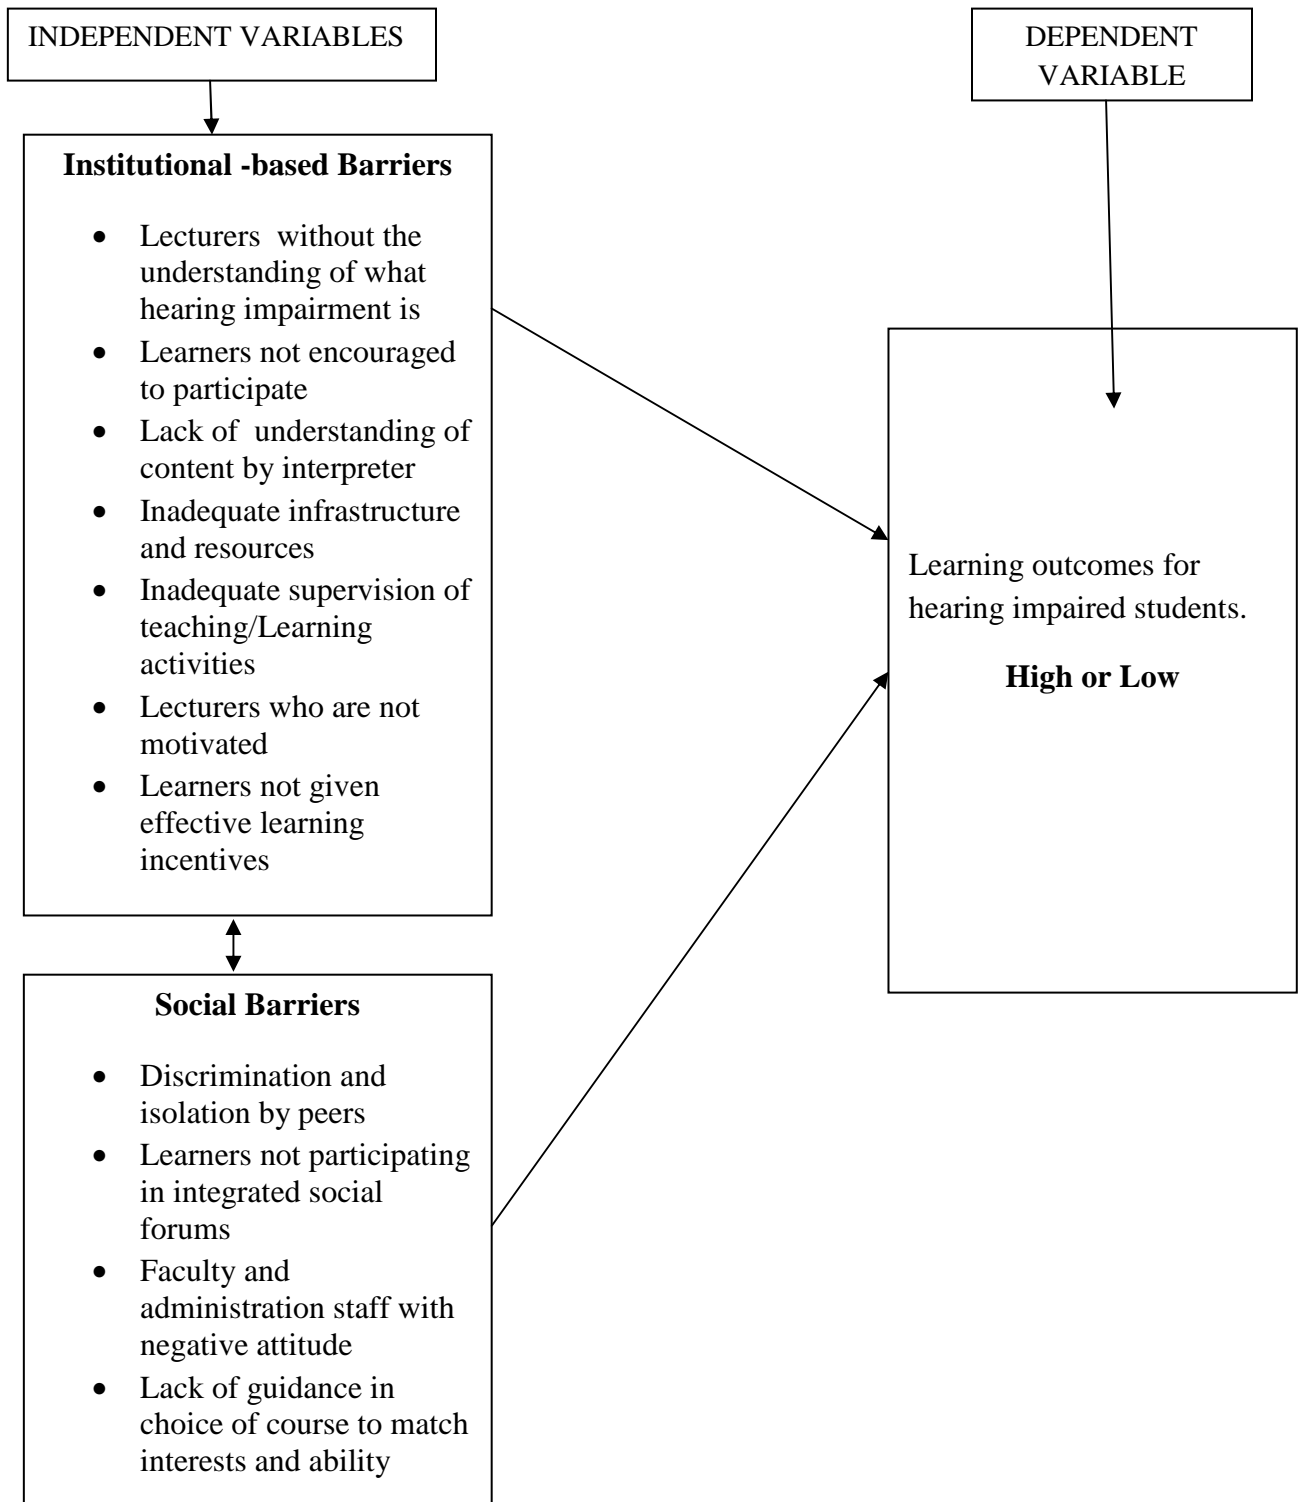 INDEPENDENT VARIABLES
DEPENDENT
VARIABLE
Institutional -based Barriers
• Lecturers  without the
understanding of what
hearing impairment is
• Learners not encouraged
to participate
• Lack of  understanding of
content by interpreter
• Inadequate infrastructure
and resources
• Inadequate supervision of
teaching/Learning
activities
• Lecturers who are not
motivated
• Learners not given
effective learning
incentives
Learning outcomes for
hearing impaired students.
High or Low
Social Barriers
• Discrimination and
isolation by peers
• Learners not participating
in integrated social
forums
• Faculty and
administration staff with
negative attitude
• Lack of guidance in
choice of course to match
interests and ability